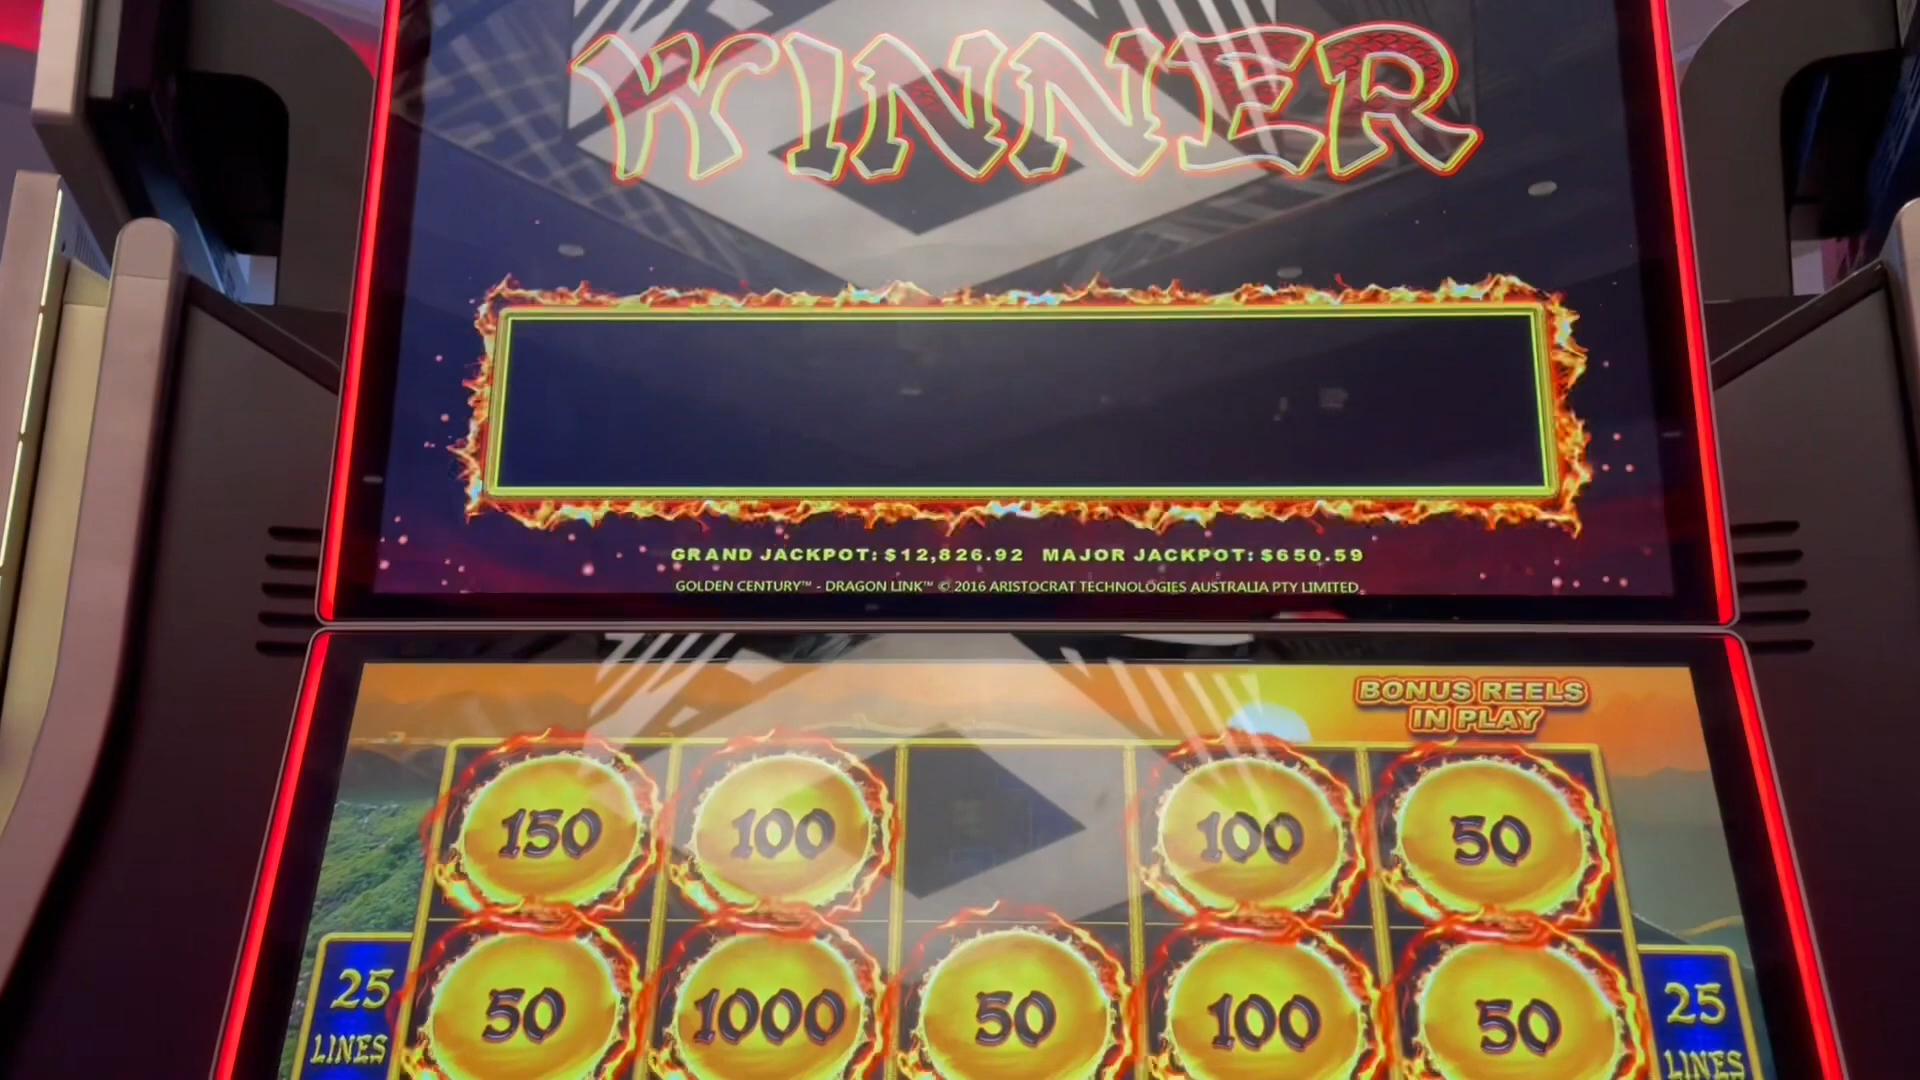 WINNER
GRAND JACKPOT: $12,826.92 MAJOR JACKPOT: $650.59
GOLDEN CENTURY™ - DRAGON LINK™ © 2016 ARISTOCRAT TECHNOLOGIES AUSTRALIA PTY LIMITED.
BONUS REELS
IN PLAY
150 100 100 50
50 1000 50 100 50
25 25
LINES LINES